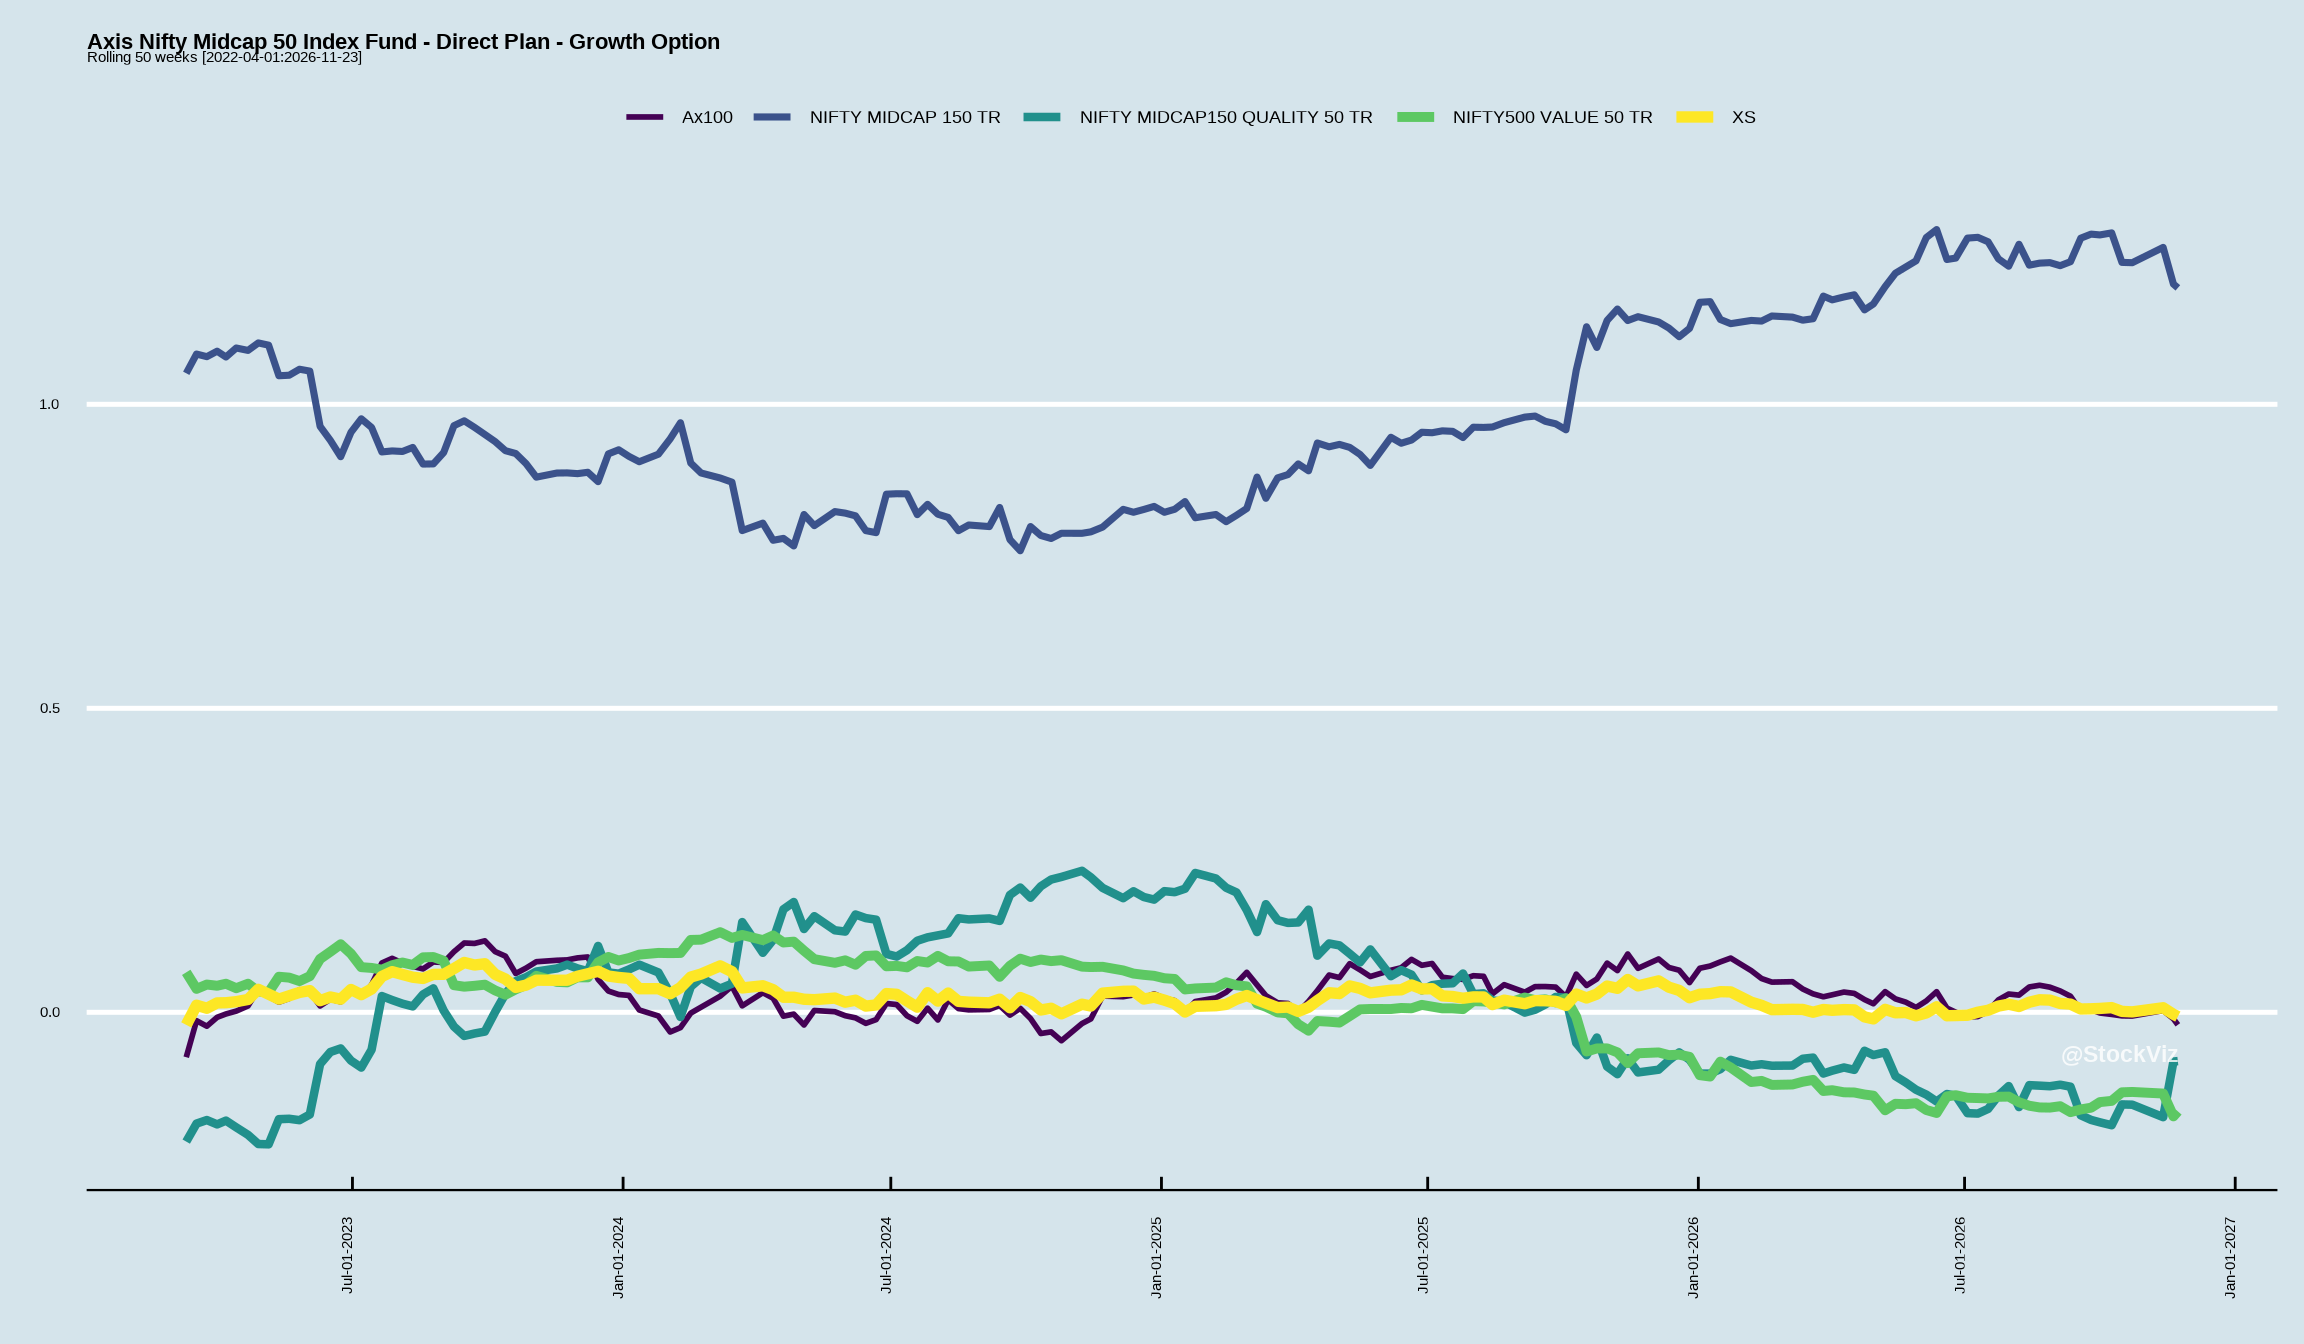 Axis Nifty Midcap 50 Index Fund - Direct Plan - Growth Option
Rolling 50 weeks [2022-04-01:2026-11-23]
Ax100 NIFTY MIDCAP 150 TR NIFTY MIDCAP150 QUALITY 50 TR NIFTY500 VALUE 50 TR XS
1.0
0.5
0.0
@StockViz
Jul-01-2023
Jan-01-2024
Jul-01-2024
Jan-01-2025
Jul-01-2025
Jan-01-2026
Jul-01-2026
Jan-01-2027